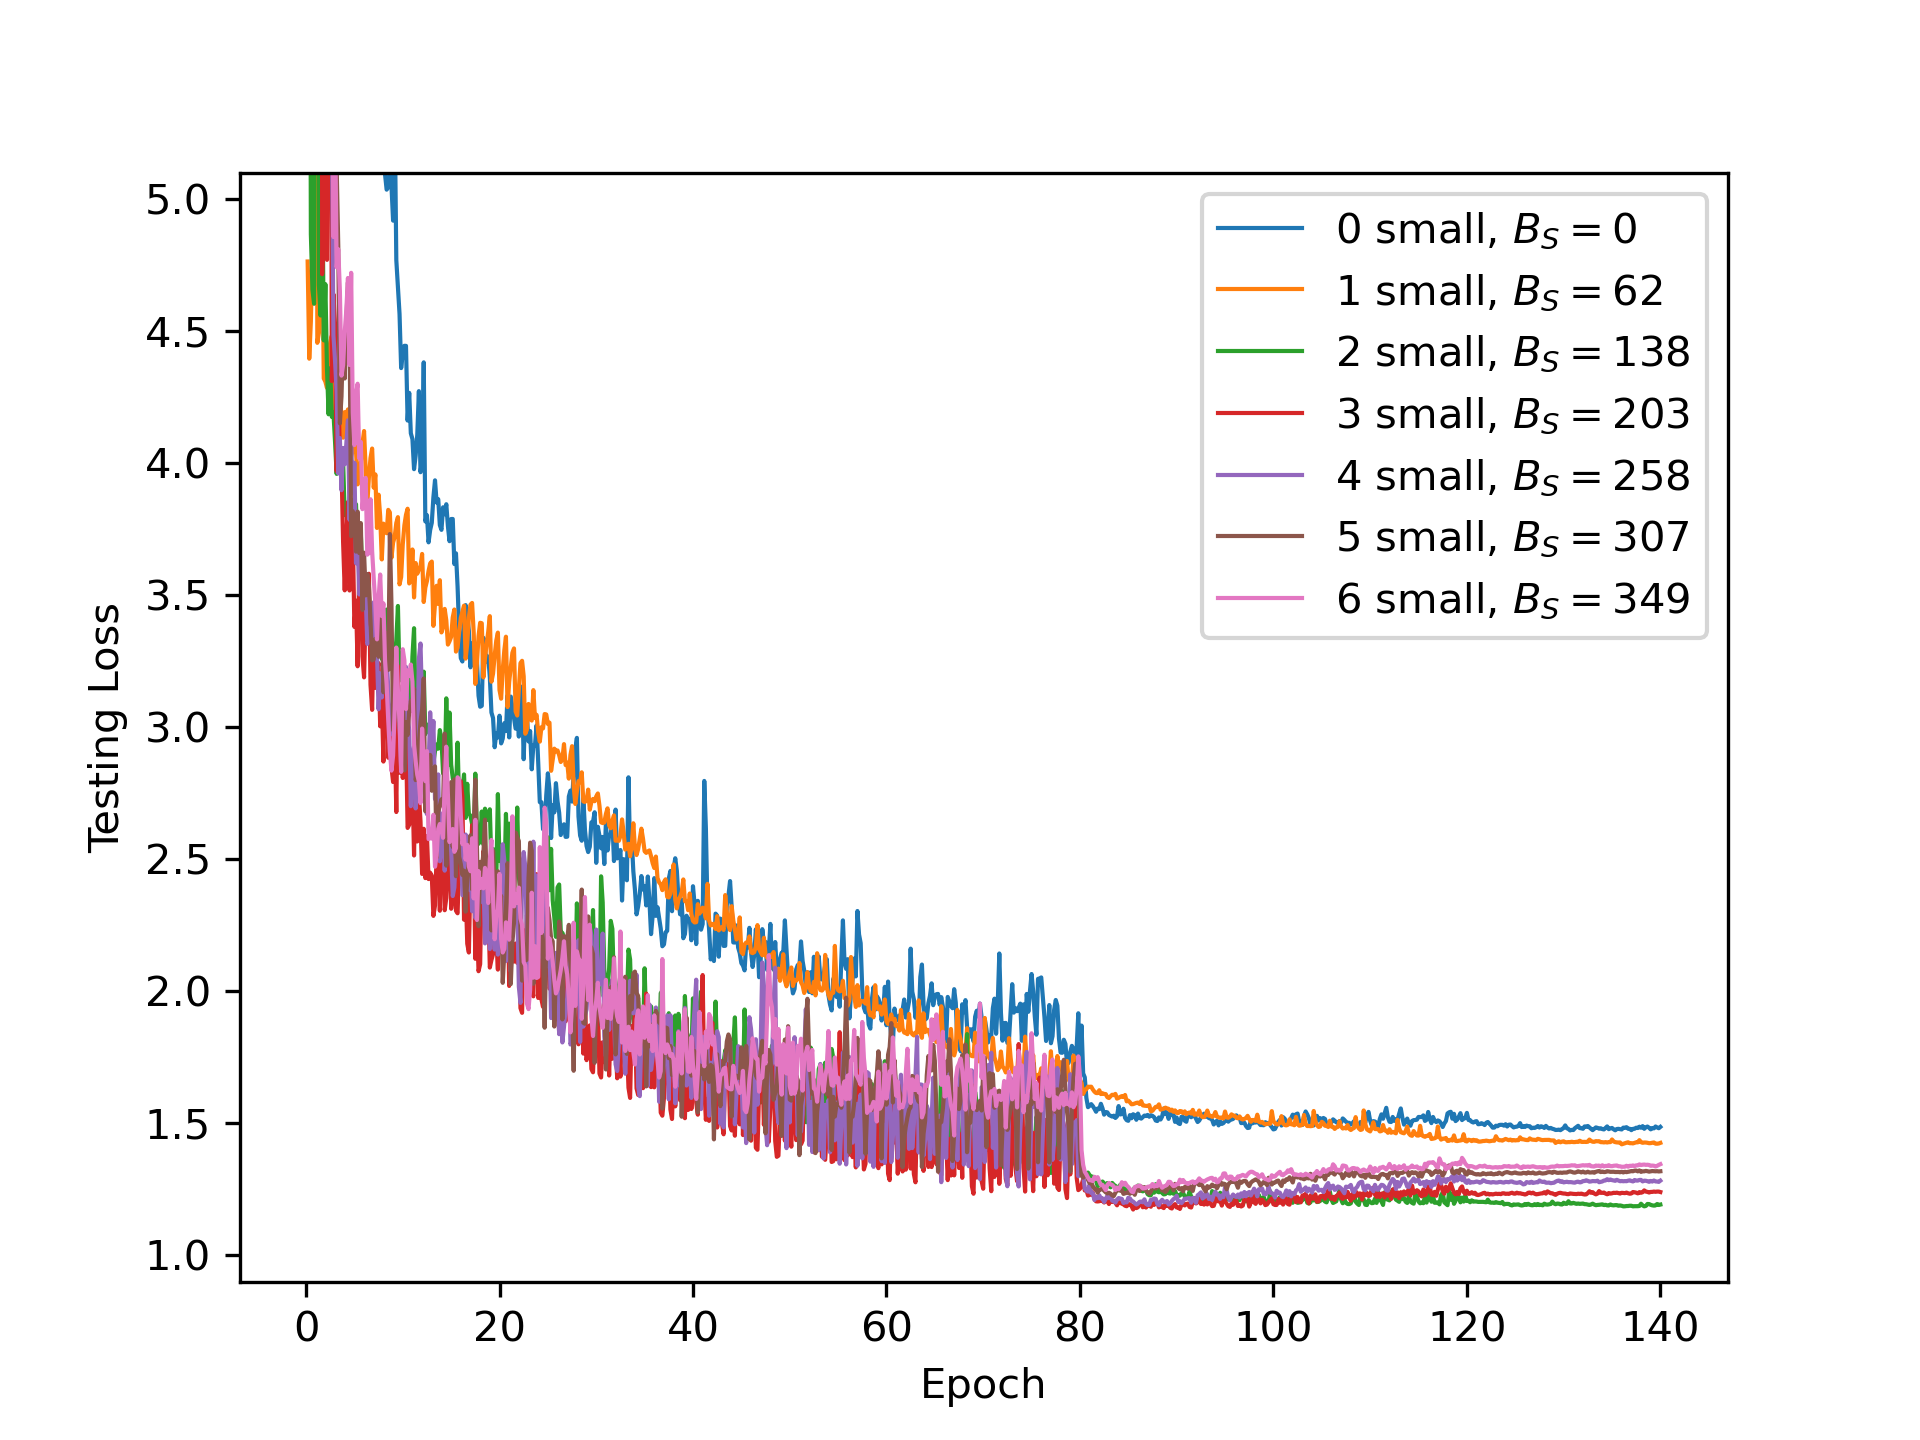 5.0
4.5
4.0
3.5
3.0
2.5
2.0
1.5
1.0
Testing Loss
0 small, B_S = 0
1 small, B_S = 62
2 small, B_S = 138
3 small, B_S = 203
4 small, B_S = 258
5 small, B_S = 307
6 small, B_S = 349
0 20 40 60 80 100 120 140
Epoch